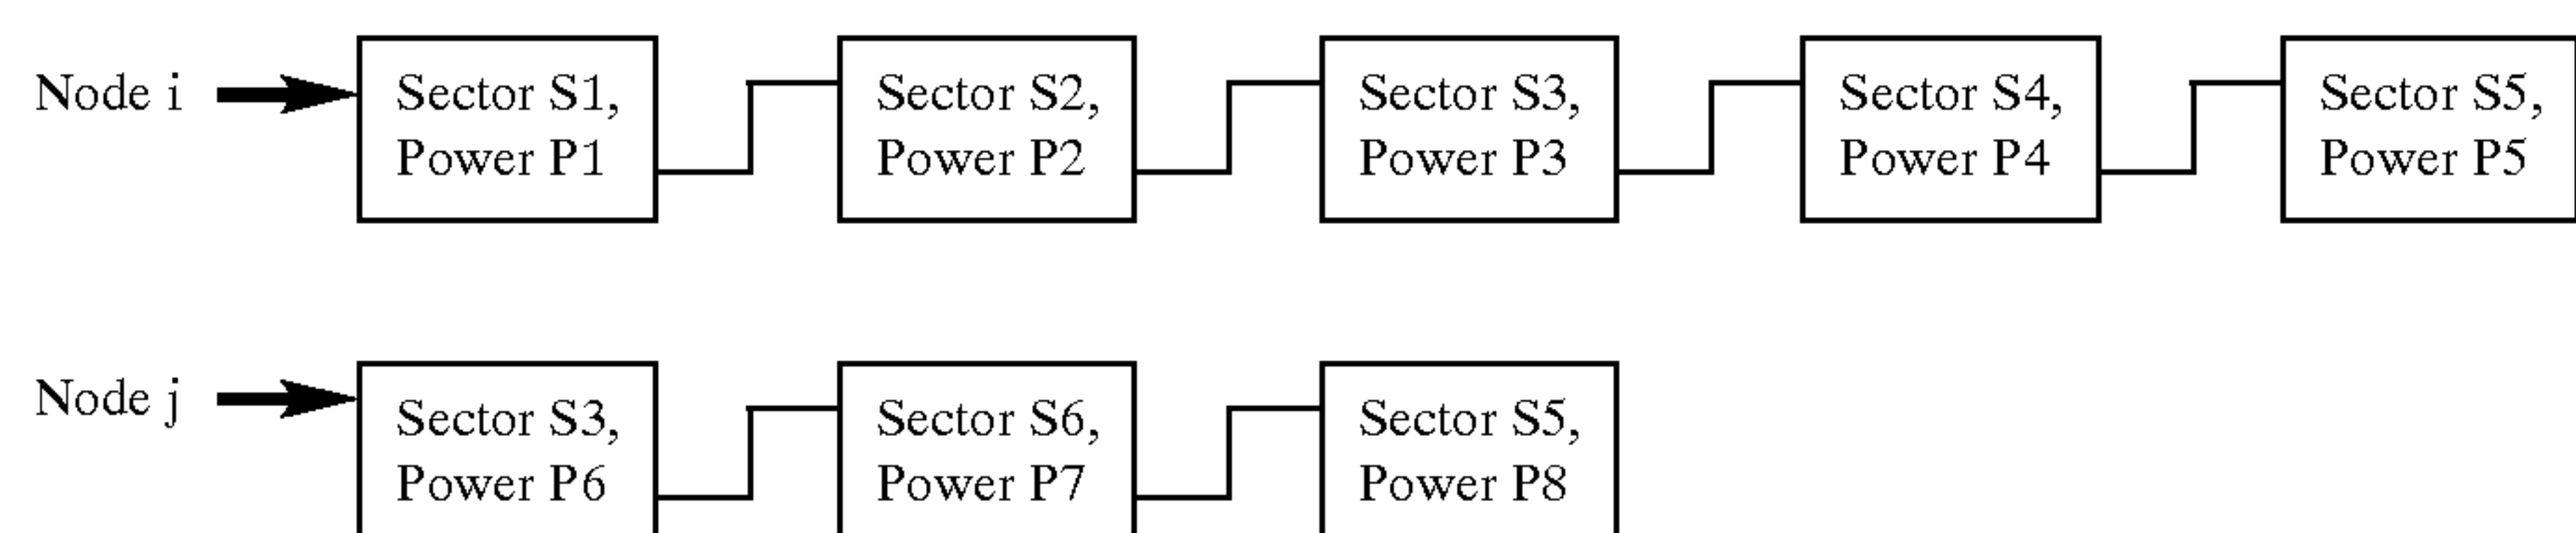 Node i
Sector S1,
Power P1
Sector S2,
Power P2
Sector S3,
Power P3
Sector S4,
Power P4
Sector S5,
Power P5
Node j
Sector S3,
Power P6
Sector S6,
Power P7
Sector S5,
Power P8